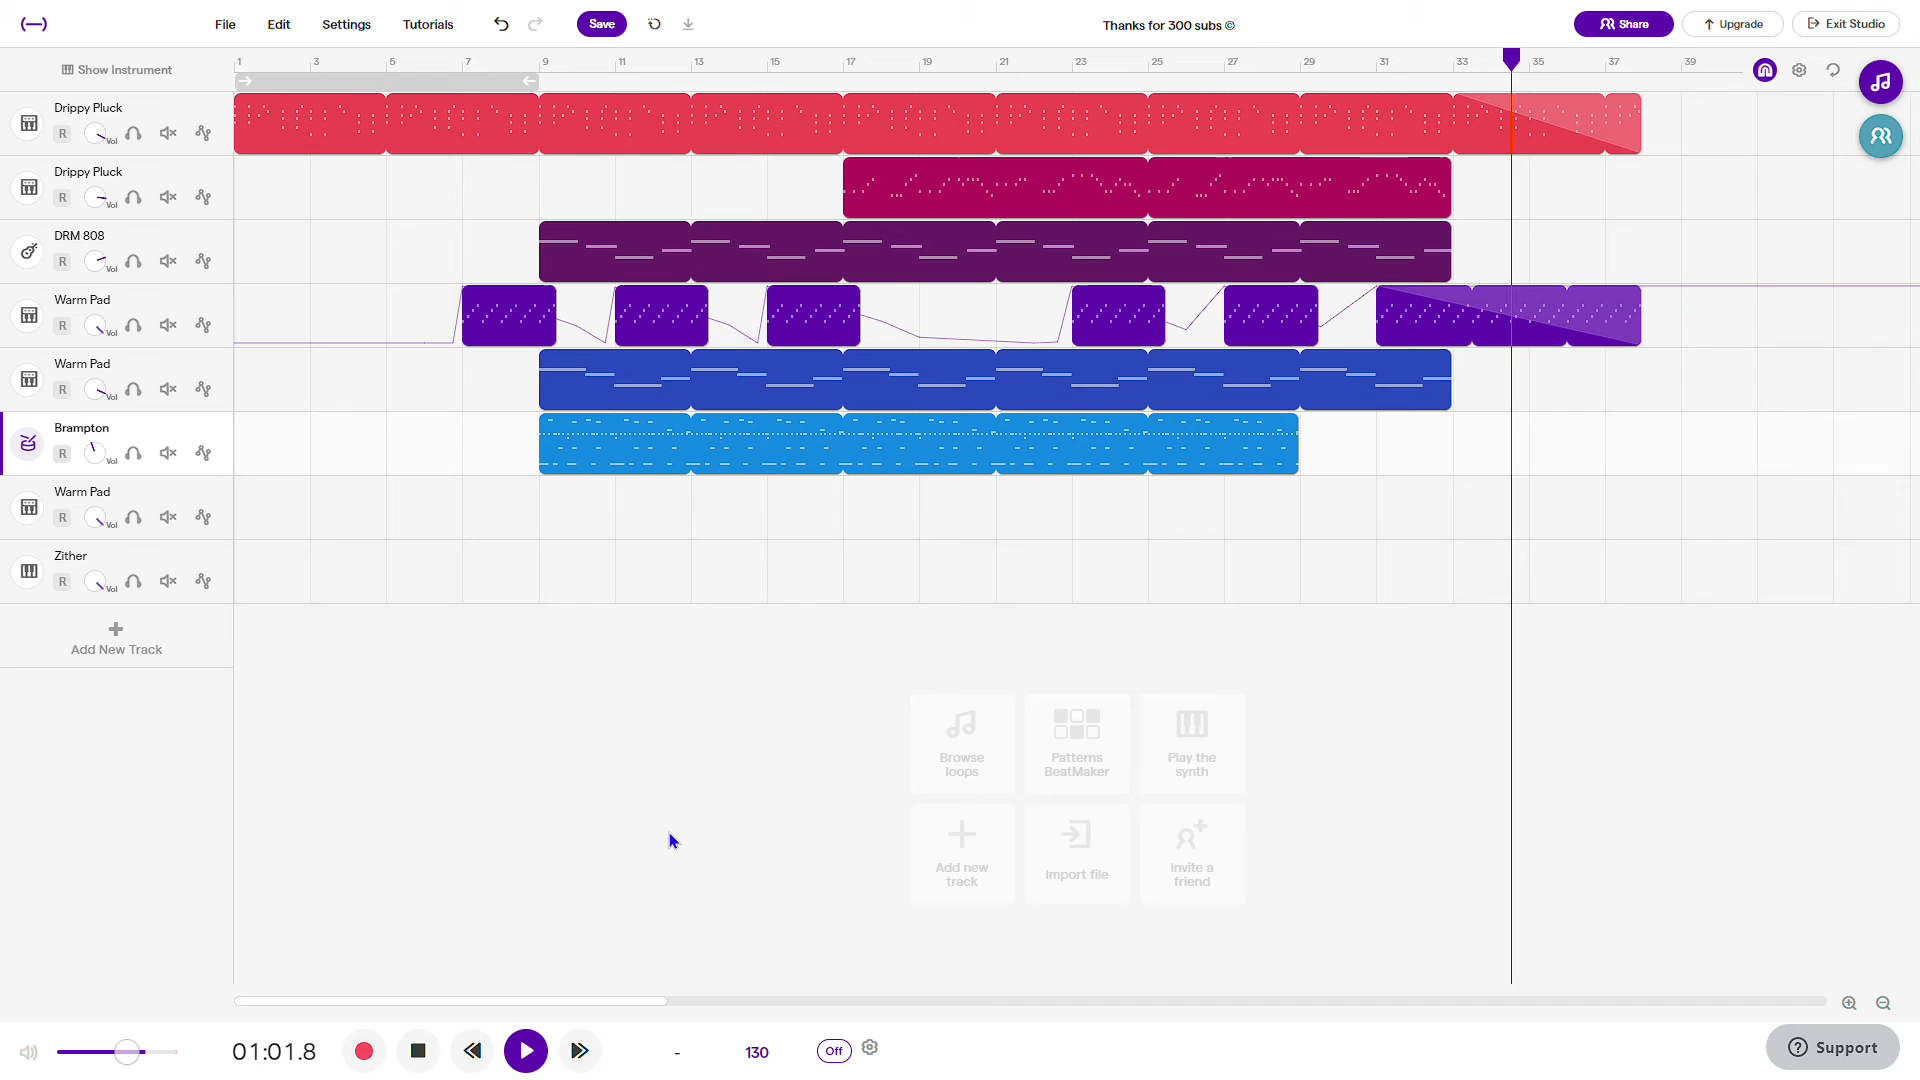 File Edit Settings Tutorials Save Thanks for 300 subs © Share Upgrade Exit Studio
Show Instrument 1 3 5 7 9 11 13 15 17 19 21 23 25 27 29 31 33 35 37 39
Drippy Pluck
R Vol
Drippy Pluck
R Vol
DRM 808
R Vol
Warm Pad
R Vol
Warm Pad
R Vol
Brampton
R Vol
Warm Pad
R Vol
Zither
R Vol
Add New Track
Browse
loops
Patterns
BeatMaker
Play the
synth
Add new
track
Import file
Invite a
friend
01:01.8 - 130 Off Support